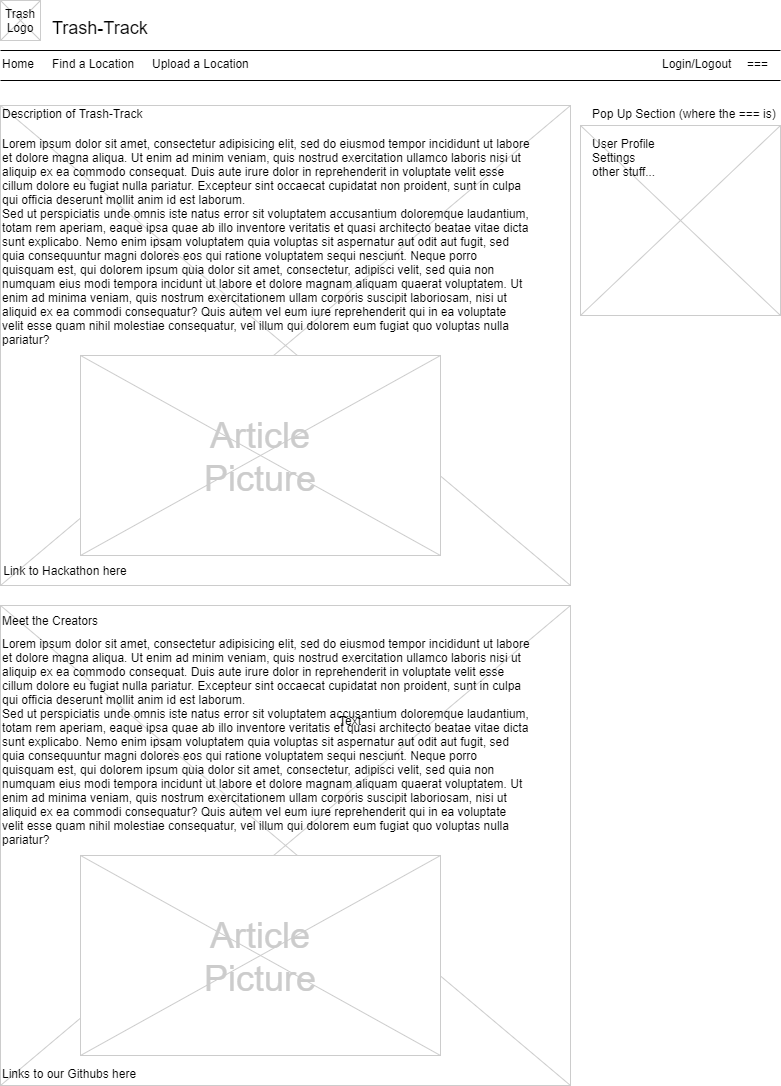 Trash
Logo
Trash-Track
Home Find a Location Upload a Location Login/Logout ===
Description of Trash-Track
Lorem ipsum dolor sit amet, consectetur adipisicing elit, sed do eiusmod tempor incididunt ut labore
et dolore magna aliqua. Ut enim ad minim veniam, quis nostrud exercitation ullamco laboris nisi ut
aliquip ex ea commodo consequat. Duis aute irure dolor in reprehenderit in voluptate velit esse
cillum dolore eu fugiat nulla pariatur. Excepteur sint occaecat cupidatat non proident, sunt in culpa
qui officia deserunt mollit anim id est laborum.
Sed ut perspiciatis unde omnis iste natus error sit voluptatem accusantium doloremque laudantium,
totam rem aperiam, eaque ipsa quae ab illo inventore veritatis et quasi architecto beatae vitae dicta
sunt explicabo. Nemo enim ipsam voluptatem quia voluptas sit aspernatur aut odit aut fugit, sed
quia consequuntur magni dolores eos qui ratione voluptatem sequi nesciunt. Neque porro
quisquam est, qui dolorem ipsum quia dolor sit amet, consectetur, adipisci velit, sed quia non
numquam eius modi tempora incidunt ut labore et dolore magnam aliquam quaerat voluptatem. Ut
enim ad minima veniam, quis nostrum exercitationem ullam corporis suscipit laboriosam, nisi ut
aliquid ex ea commodi consequatur? Quis autem vel eum iure reprehenderit qui in ea voluptate
velit esse quam nihil molestiae consequatur, vel illum qui dolorem eum fugiat quo voluptas nulla
pariatur?
Article
Picture
Link to Hackathon here
Pop Up Section (where the === is)
User Profile
Settings
other stuff...
Meet the Creators
Lorem ipsum dolor sit amet, consectetur adipisicing elit, sed do eiusmod tempor incididunt ut labore
et dolore magna aliqua. Ut enim ad minim veniam, quis nostrud exercitation ullamco laboris nisi ut
aliquip ex ea commodo consequat. Duis aute irure dolor in reprehenderit in voluptate velit esse
cillum dolore eu fugiat nulla pariatur. Excepteur sint occaecat cupidatat non proident, sunt in culpa
qui officia deserunt mollit anim id est laborum.
Sed ut perspiciatis unde omnis iste natus error sit voluptatem accusantium doloremque laudantium,
Text
totam rem aperiam, eaque ipsa quae ab illo inventore veritatis et quasi architecto beatae vitae dicta
sunt explicabo. Nemo enim ipsam voluptatem quia voluptas sit aspernatur aut odit aut fugit, sed
quia consequuntur magni dolores eos qui ratione voluptatem sequi nesciunt. Neque porro
quisquam est, qui dolorem ipsum quia dolor sit amet, consectetur, adipisci velit, sed quia non
numquam eius modi tempora incidunt ut labore et dolore magnam aliquam quaerat voluptatem. Ut
enim ad minima veniam, quis nostrum exercitationem ullam corporis suscipit laboriosam, nisi ut
aliquid ex ea commodi consequatur? Quis autem vel eum iure reprehenderit qui in ea voluptate
velit esse quam nihil molestiae consequatur, vel illum qui dolorem eum fugiat quo voluptas nulla
pariatur?
Article
Picture
Links to our Githubs here